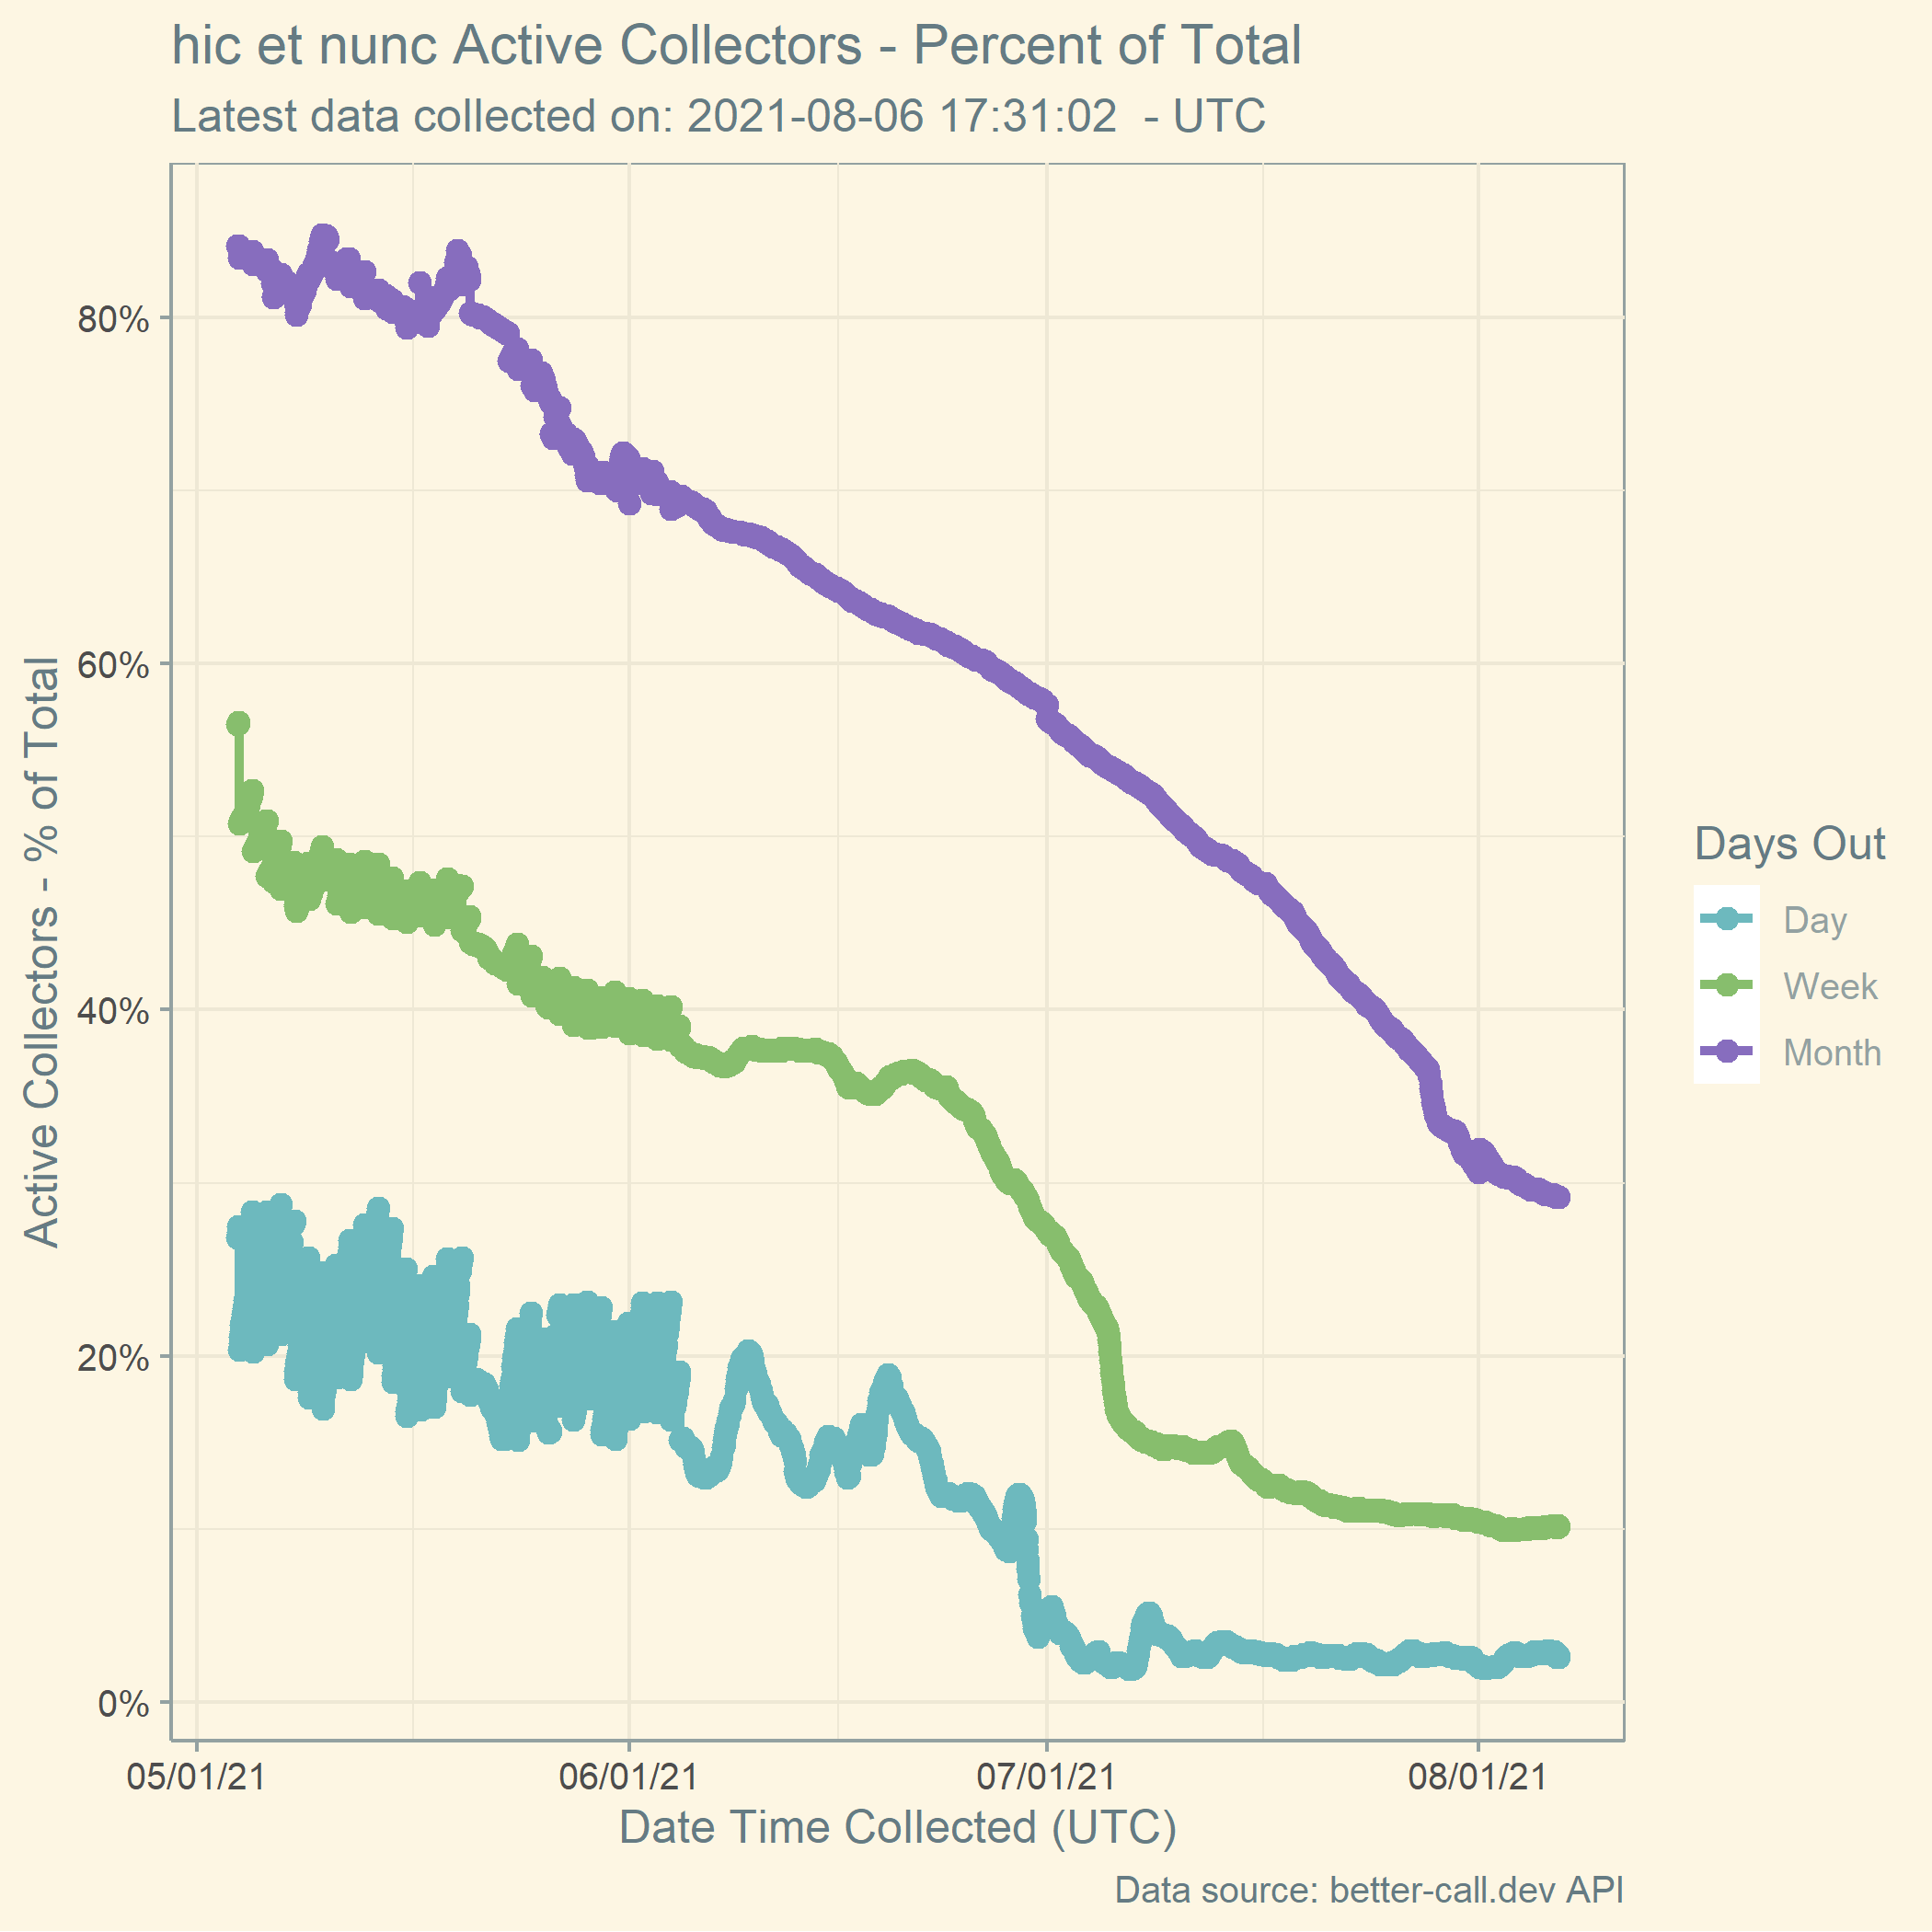 hic et nunc Active Collectors - Percent of Total
Latest data collected on: 2021-08-06 17:31:02  - UTC
Active Collectors - % of Total
80%
60%
40%
20%
0%
05/01/21
06/01/21
07/01/21
08/01/21
Date Time Collected (UTC)
Days Out
Day
Week
Month
Data source: better-call.dev API